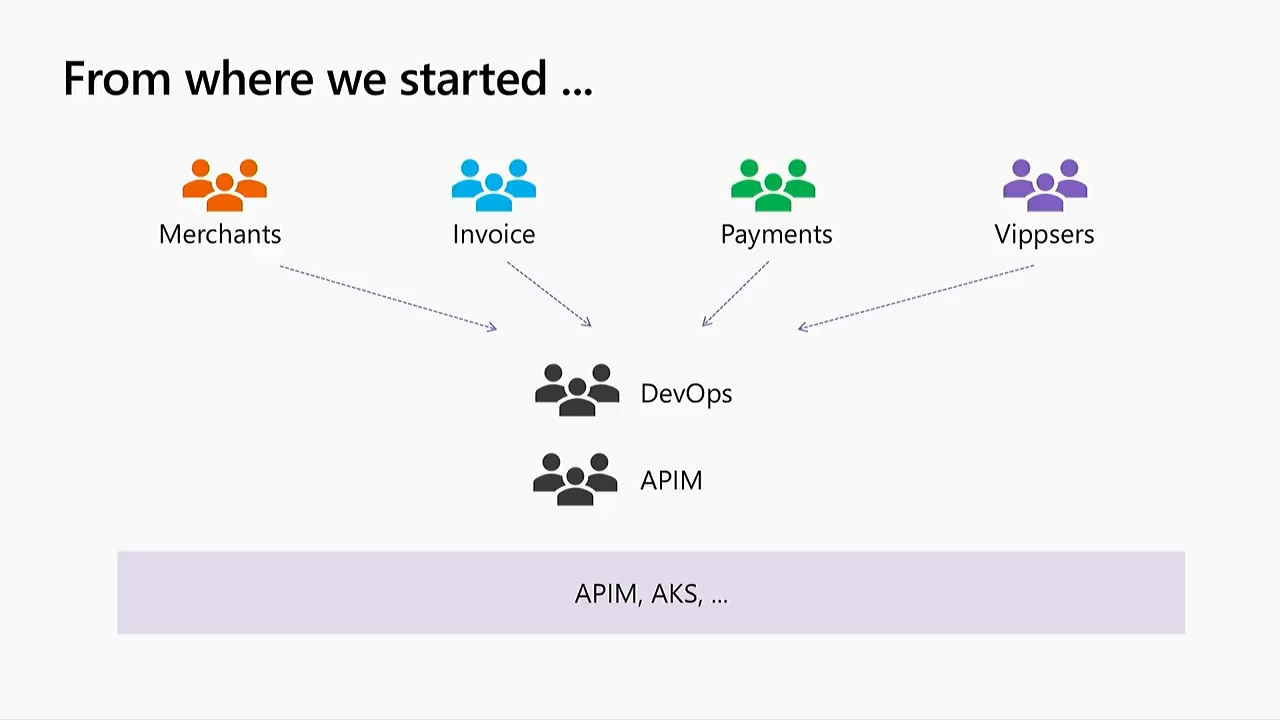 From where we started ...
Merchants
Invoice
Payments
Vippsers
DevOps
APIM
APIM, AKS, ...